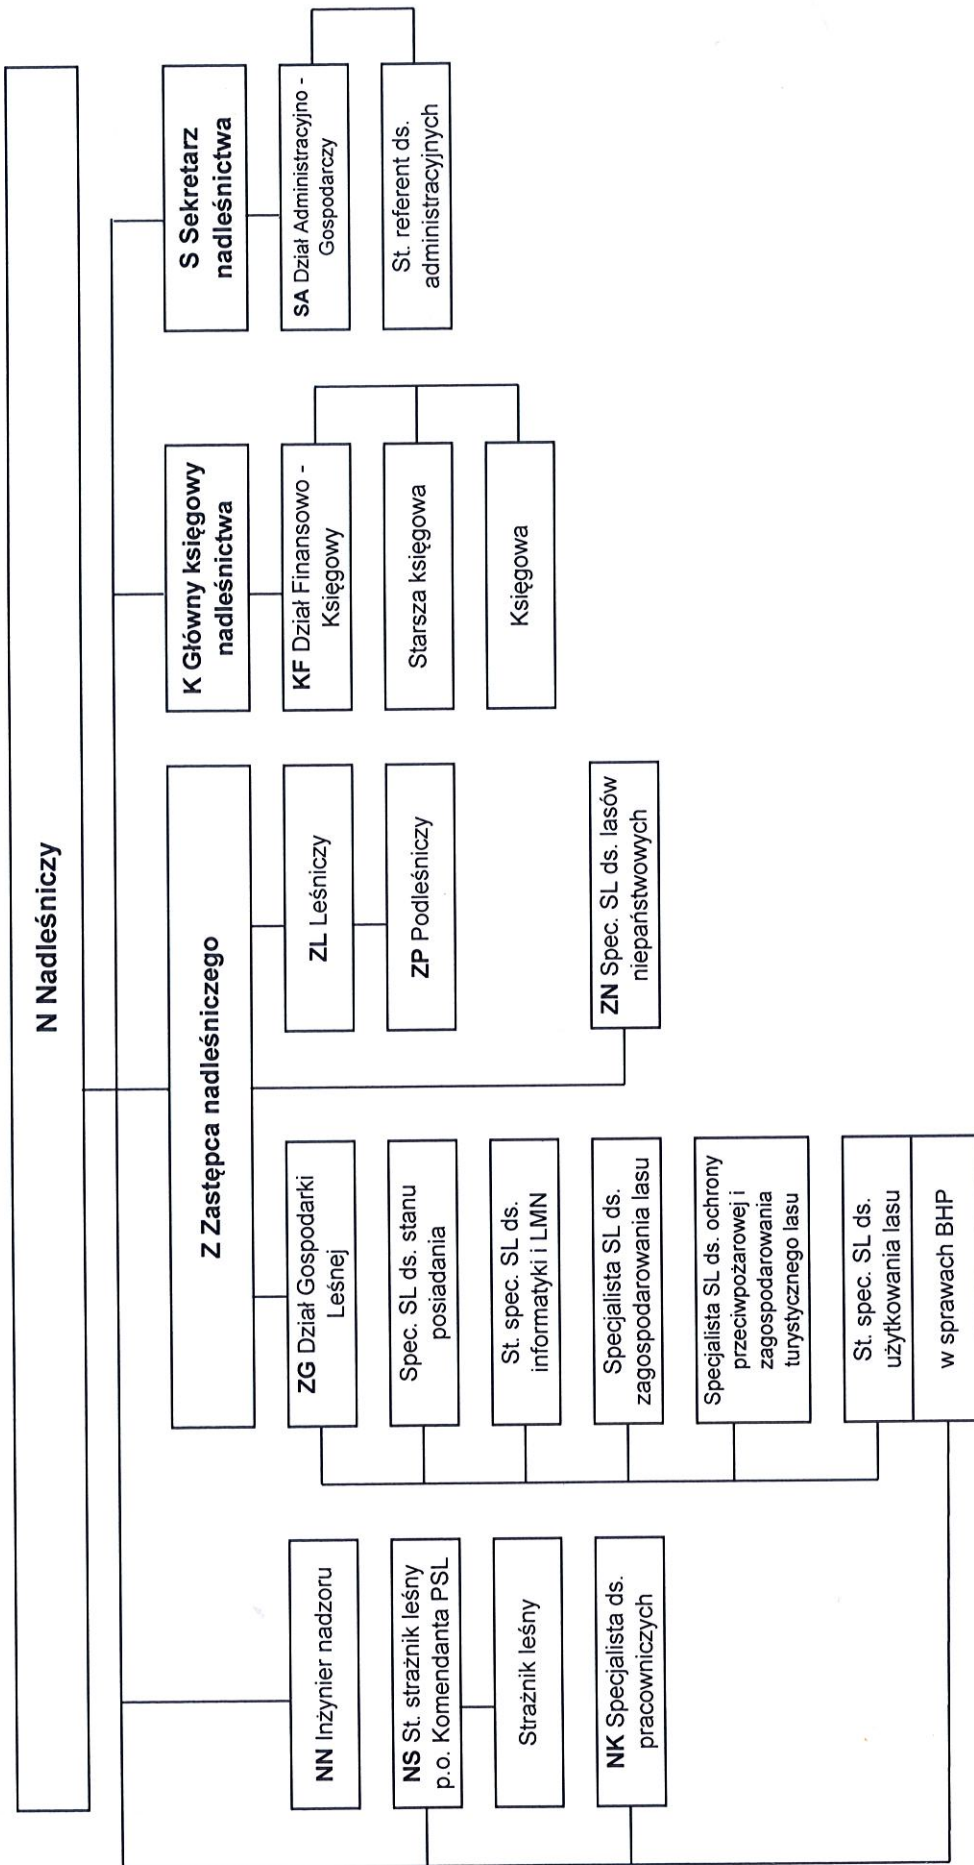 N Nadleśniczy
Z Zastępca nadleśniczego
K Główny księgowy
nadleśnictwa
S Sekretarz
nadleśnictwa
NN Inżynier nadzoru
NS St. strażnik leśny
p.o. Komendanta PSL
Strażnik leśny
NK Specjalista ds.
pracowniczych
ZG Dział Gospodarki
Leśnej
Spec. SL ds. stanu
posiadania
St. spec. SL ds.
informatyki i LMN
Specjalista SL ds.
zagospodarowania lasu
Specjalista SL ds. ochrony
przeciwpożarowej i
zagospodarowania
turystycznego lasu
St. spec. SL ds.
użytkowania lasu
w sprawach BHP
ZL Leśniczy
ZP Podleśniczy
ZN Spec. SL ds. lasów
niepaństwowych
KF Dział Finansowo -
Księgowy
Starsza księgowa
Księgowa
SA Dział Administracyjno -
Gospodarczy
St. referent ds.
administracyjnych